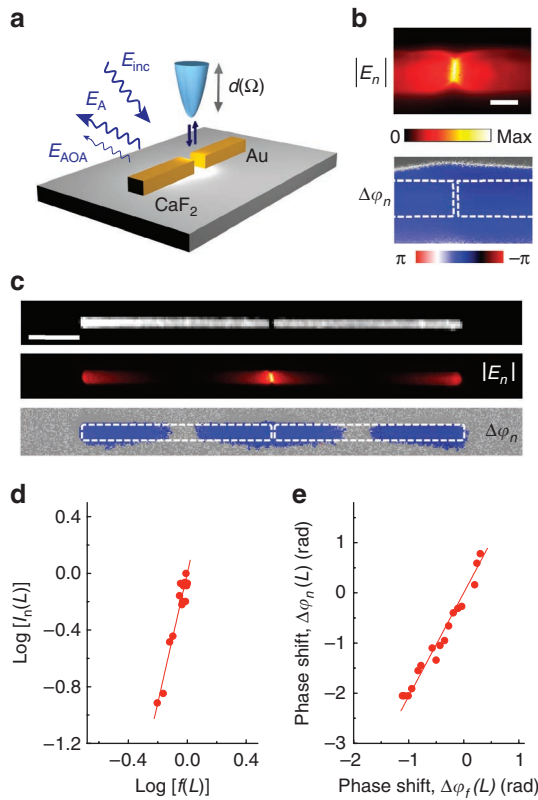 a
E_inc
E_A
E_AOA
d(Ω)
Au
CaF₂
b
|E_n|
0 Max
Δφ_n
π −π
c
|E_n|
Δφ_n
d
0.4
−0.0
−0.4
−0.8
−1.2
−0.4 0.0 0.4
Log [I_n(L)]
Log [f(L)]
e
1
0
−1
−2
−3
−2 −1 0 1
Phase shift, Δφ_n(L) (rad)
Phase shift, Δφ_f(L) (rad)